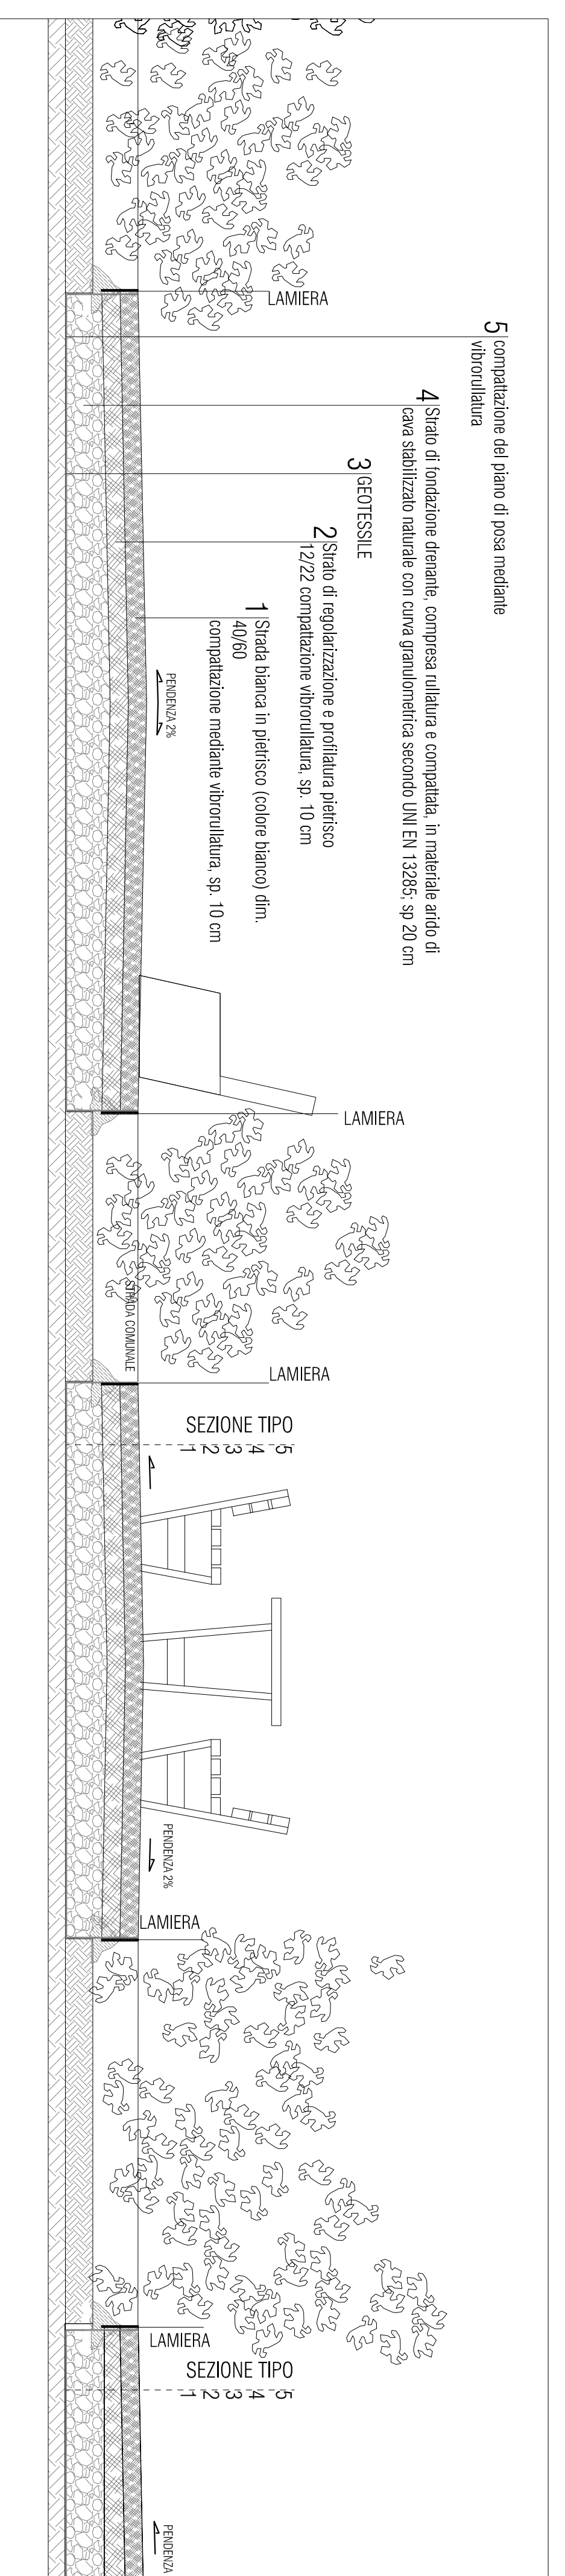 LAMIERA
5 compattazione del piano di posa mediante
vibrorullatura
4 Strato di fondazione drenante, compresa rullatura e compattata, in materiale arido di
cava stabilizzato naturale con curva granulometrica secondo UNI EN 13285; sp 20 cm
3 GEOTESSILE
2 Strato di regolarizzazione e profilatura pietrisco
12/22 compattazione vibrorullatura, sp. 10 cm
1 Strada bianca in pietrisco (colore bianco) dim.
40/60
compattazione mediante vibrorullatura, sp. 10 cm
PENDENZA 2%
LAMIERA
STRADA COMUNALE
LAMIERA
SEZIONE TIPO
1 2 3 4 5
PENDENZA 2%
LAMIERA
LAMIERA
SEZIONE TIPO
1 2 3 4 5
PENDENZA